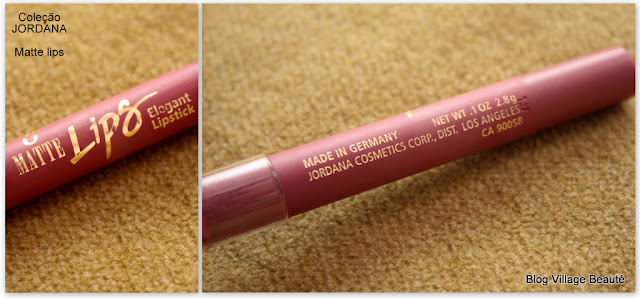 Coleção
JORDANA
Matte lips
MATTE Lips Elegant
Lipstick
MADE IN GERMANY NET WT. .1 OZ 2.8g
JORDANA COSMETICS CORP., DIST. LOS ANGELES,
CA 90058
Blog Village Beauté